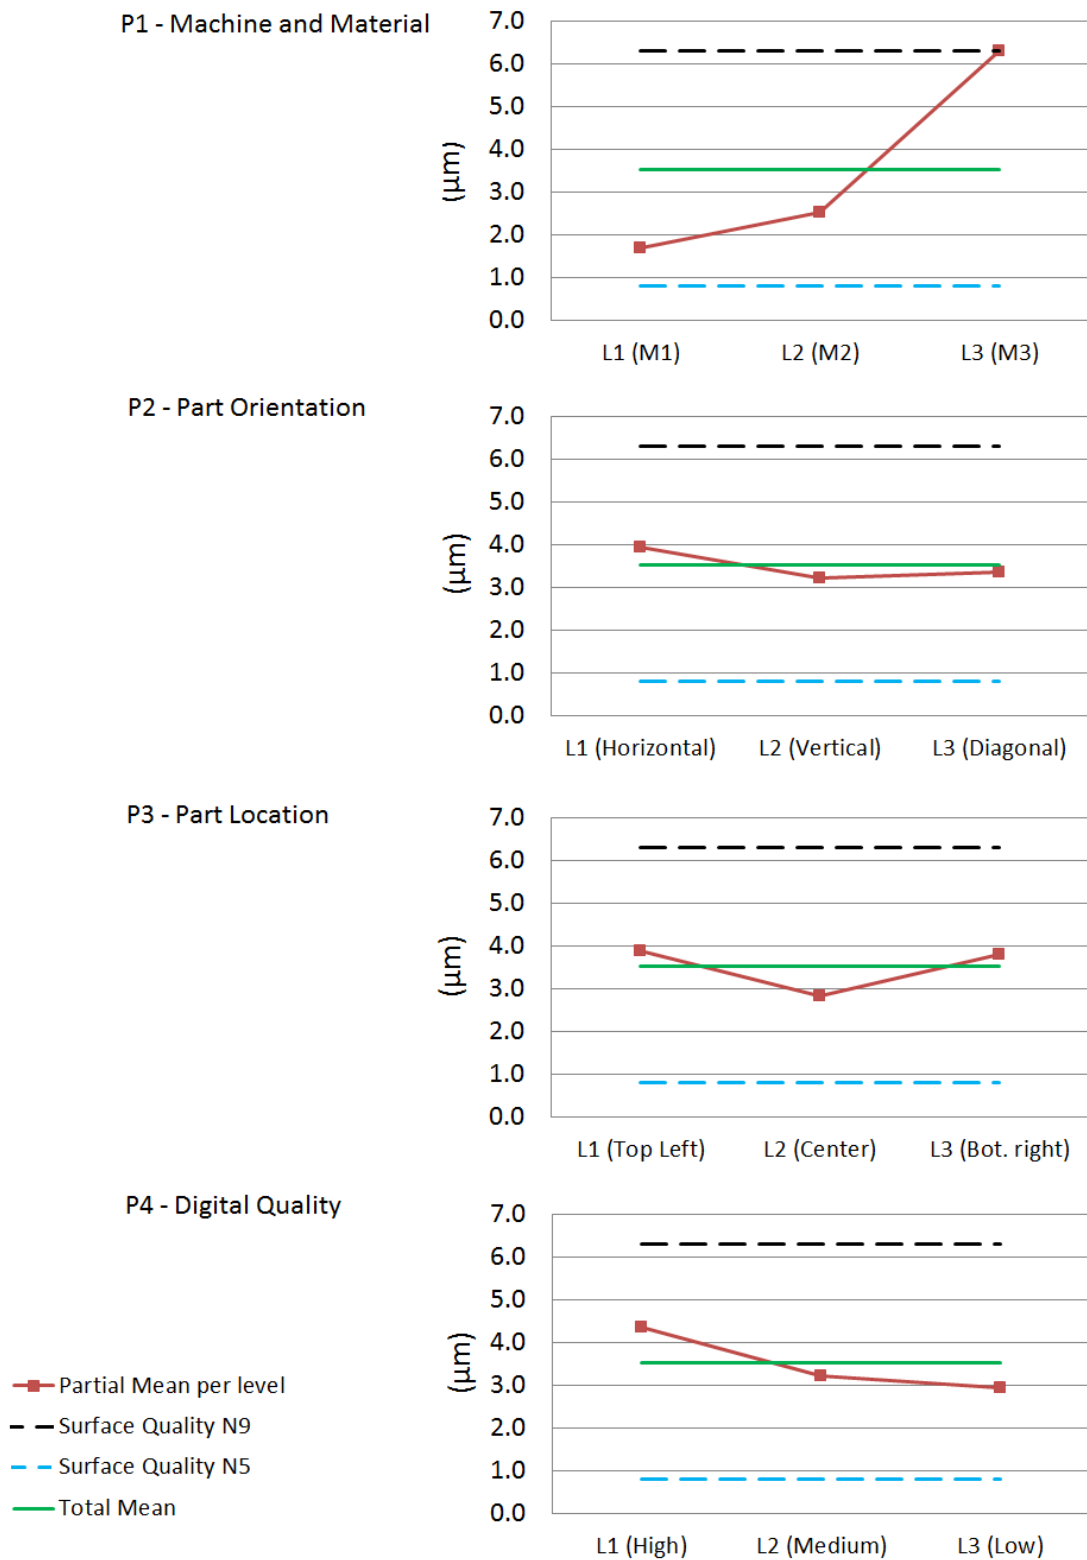 P1 - Machine and Material
7.0
6.0
5.0
4.0
3.0
2.0
1.0
0.0
(μm)
L1 (M1) L2 (M2) L3 (M3)
P2 - Part Orientation
7.0
6.0
5.0
4.0
3.0
2.0
1.0
0.0
(μm)
L1 (Horizontal) L2 (Vertical) L3 (Diagonal)
P3 - Part Location
7.0
6.0
5.0
4.0
3.0
2.0
1.0
0.0
(μm)
L1 (Top Left) L2 (Center) L3 (Bot. right)
P4 - Digital Quality
7.0
6.0
5.0
4.0
3.0
2.0
1.0
0.0
(μm)
L1 (High) L2 (Medium) L3 (Low)
Partial Mean per level
Surface Quality N9
Surface Quality N5
Total Mean